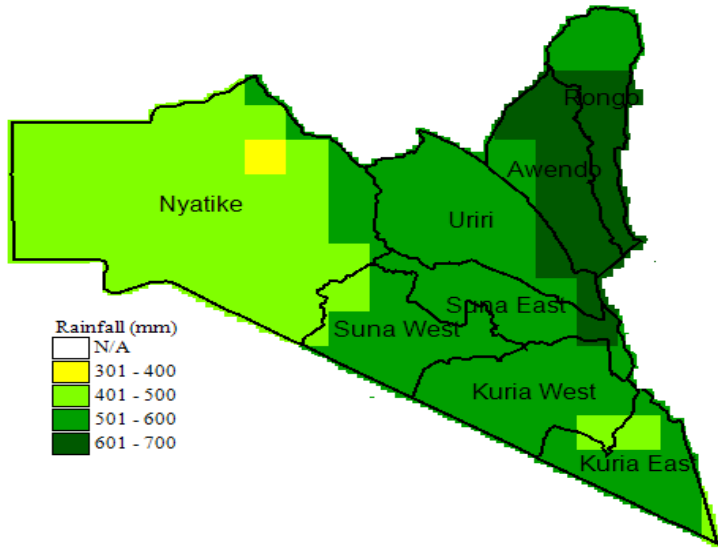 Rongo
Awendo
Nyatike
Uriri
Suna East
Suna West
Kuria West
Kuria East
Rainfall (mm)
N/A
301 - 400
401 - 500
501 - 600
601 - 700